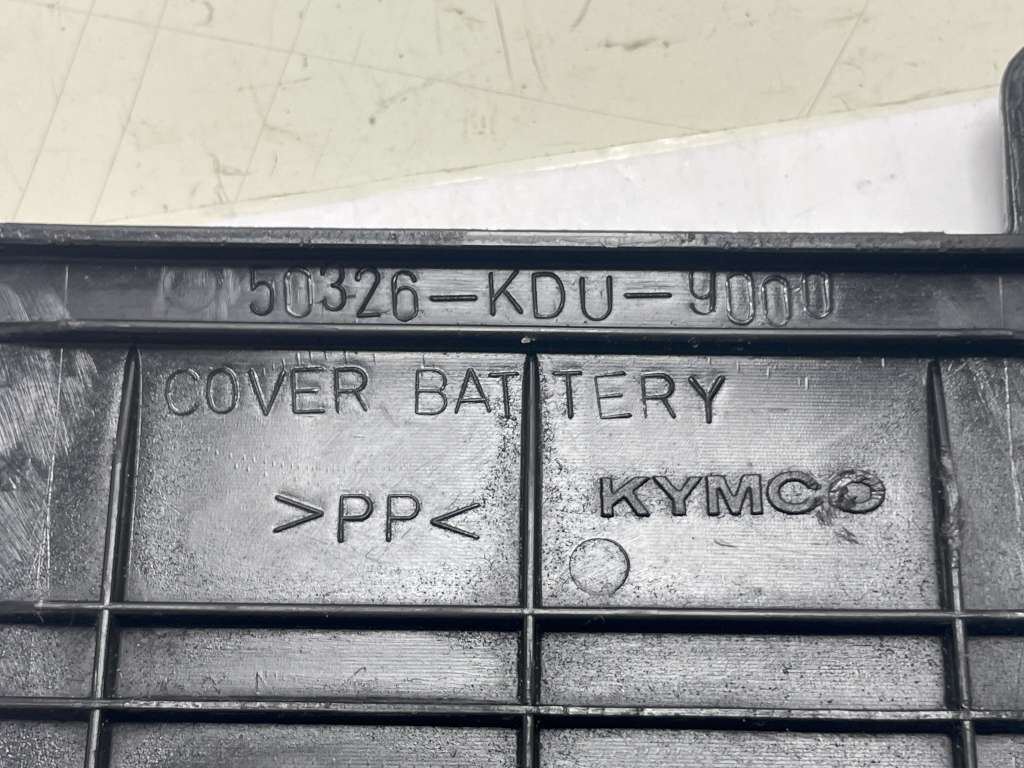 50326-KDU-9000
COVER BATTERY
>PP<
KYMCO